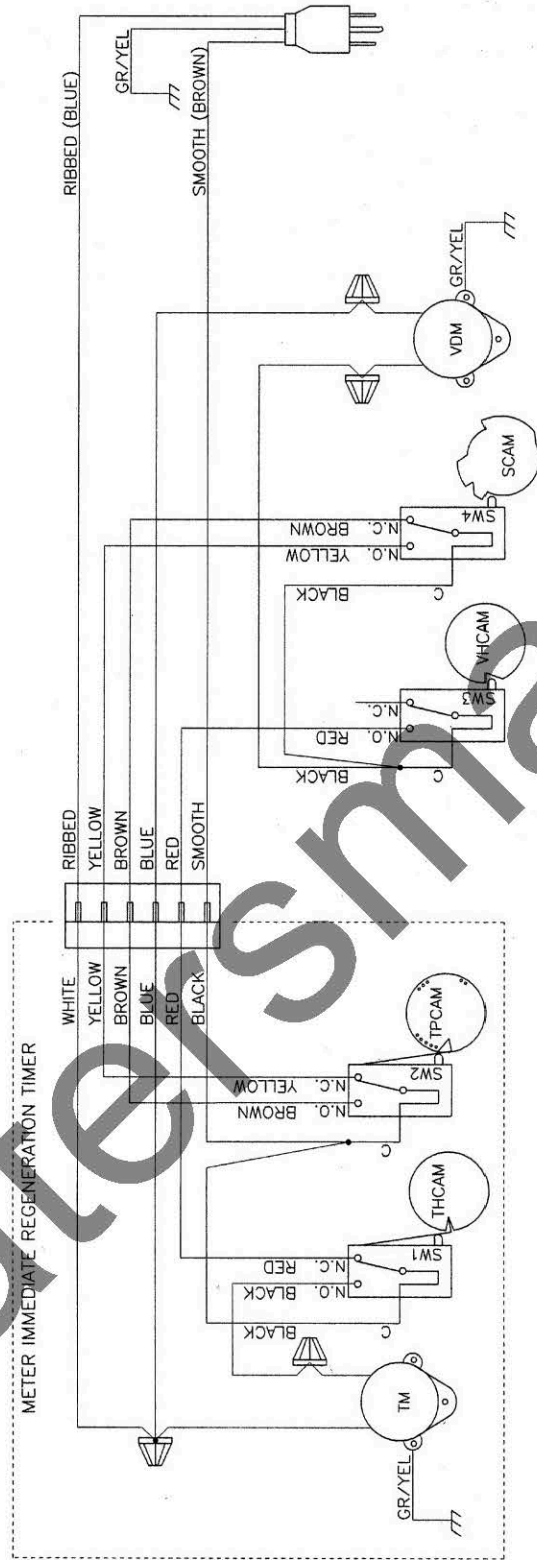 METER IMMEDIATE REGENERATION TIMER
WHITE
YELLOW
BROWN
BLUE
RED
BLACK
RIBBED
YELLOW
BROWN
BLUE
RED
SMOOTH
RIBBED (BLUE)
GR/YEL
SMOOTH (BROWN)
GR/YEL
TM
BLACK
C
BLACK
N.O.
RED
N.C.
SW1
THCAM
C
BROWN
N.O.
YELLOW
N.C.
SW2
TPCAM
BLACK
C
RED
N.O.
N.C.
SW3
VHCAM
BLACK
C
YELLOW
N.O.
BROWN
N.C.
SW4
SCAM
VDM
GR/YEL